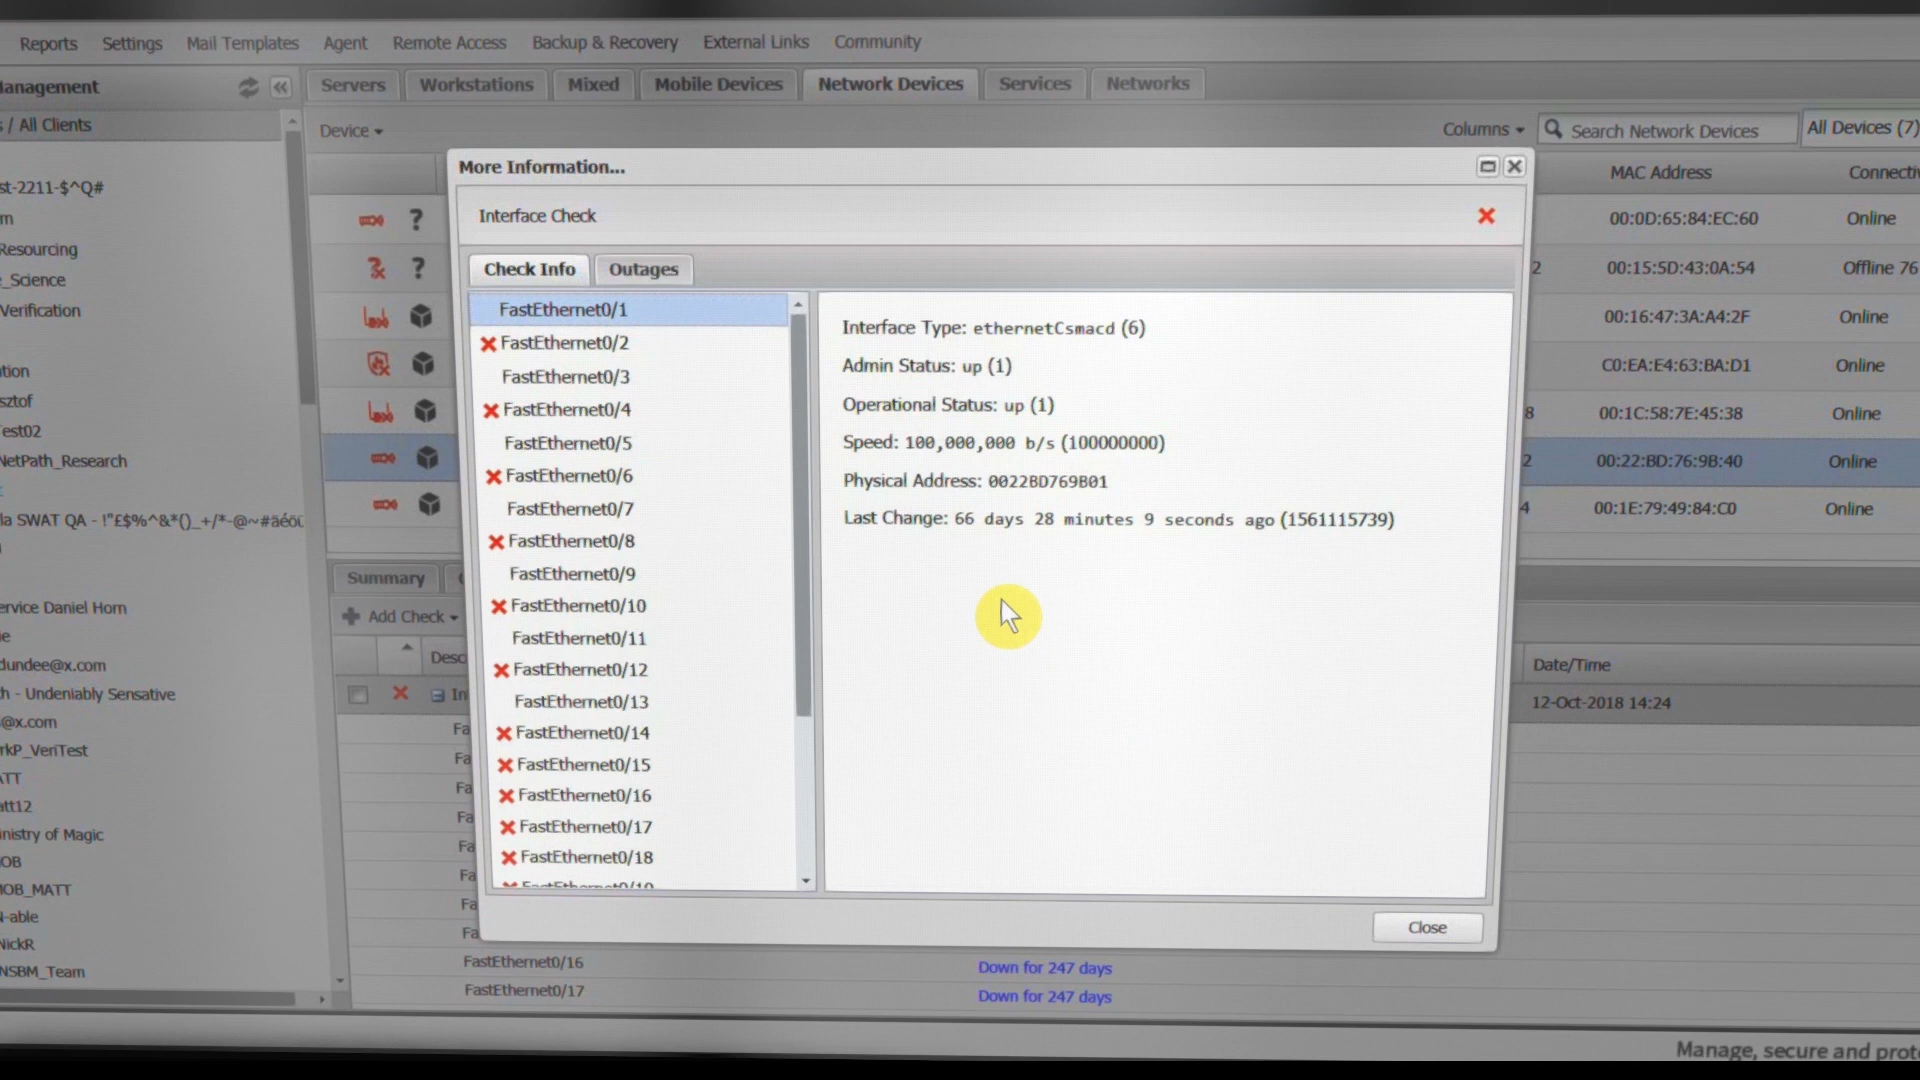 Reports Settings Mail Templates Agent Remote Access Backup & Recovery External Links Community
anagement
Servers Workstations Mixed Mobile Devices Network Devices Services Networks
/ All Clients
Device
Columns
Search Network Devices
All Devices (7)
MAC Address
st-2211-$^Q#
Resourcing
_Science
Verification
Test02
NetPath_Research
00:0D:65:84:EC:60 Online
2 00:15:5D:43:0A:54 Offline 76
00:16:47:3A:A4:2F Online
C0:EA:E4:63:BA:D1 Online
8 00:1C:58:7E:45:38 Online
2 00:22:BD:76:9B:40 Online
4 00:1E:79:49:84:C0 Online
More Information...
Interface Check
Check Info Outages
FastEthernet0/1
FastEthernet0/2
FastEthernet0/3
FastEthernet0/4
FastEthernet0/5
FastEthernet0/6
FastEthernet0/7
FastEthernet0/8
FastEthernet0/9
FastEthernet0/10
FastEthernet0/11
FastEthernet0/12
FastEthernet0/13
FastEthernet0/14
FastEthernet0/15
FastEthernet0/16
FastEthernet0/17
FastEthernet0/18
Interface Type: ethernetCsmacd (6)
Admin Status: up (1)
Operational Status: up (1)
Speed: 100,000,000 b/s (100000000)
Physical Address: 0022BD769B01
Last Change: 66 days 28 minutes 9 seconds ago (1561115739)
Close
la SWAT QA - !"£$%^&*()_+/*-@~#
ervice Daniel Horn
dundee@x.com
h - Undeniably Sensative
@x.com
rkP_VeriTest
ATT
att12
inistry of Magic
OB
MOB_MATT
N-able
NickR
NSBM_Team
Summary
Add Check
Desc
Date/Time
12-Oct-2018 14:24
FastEthernet0/16 Down for 247 days
FastEthernet0/17 Down for 247 days
Manage, secure and prote